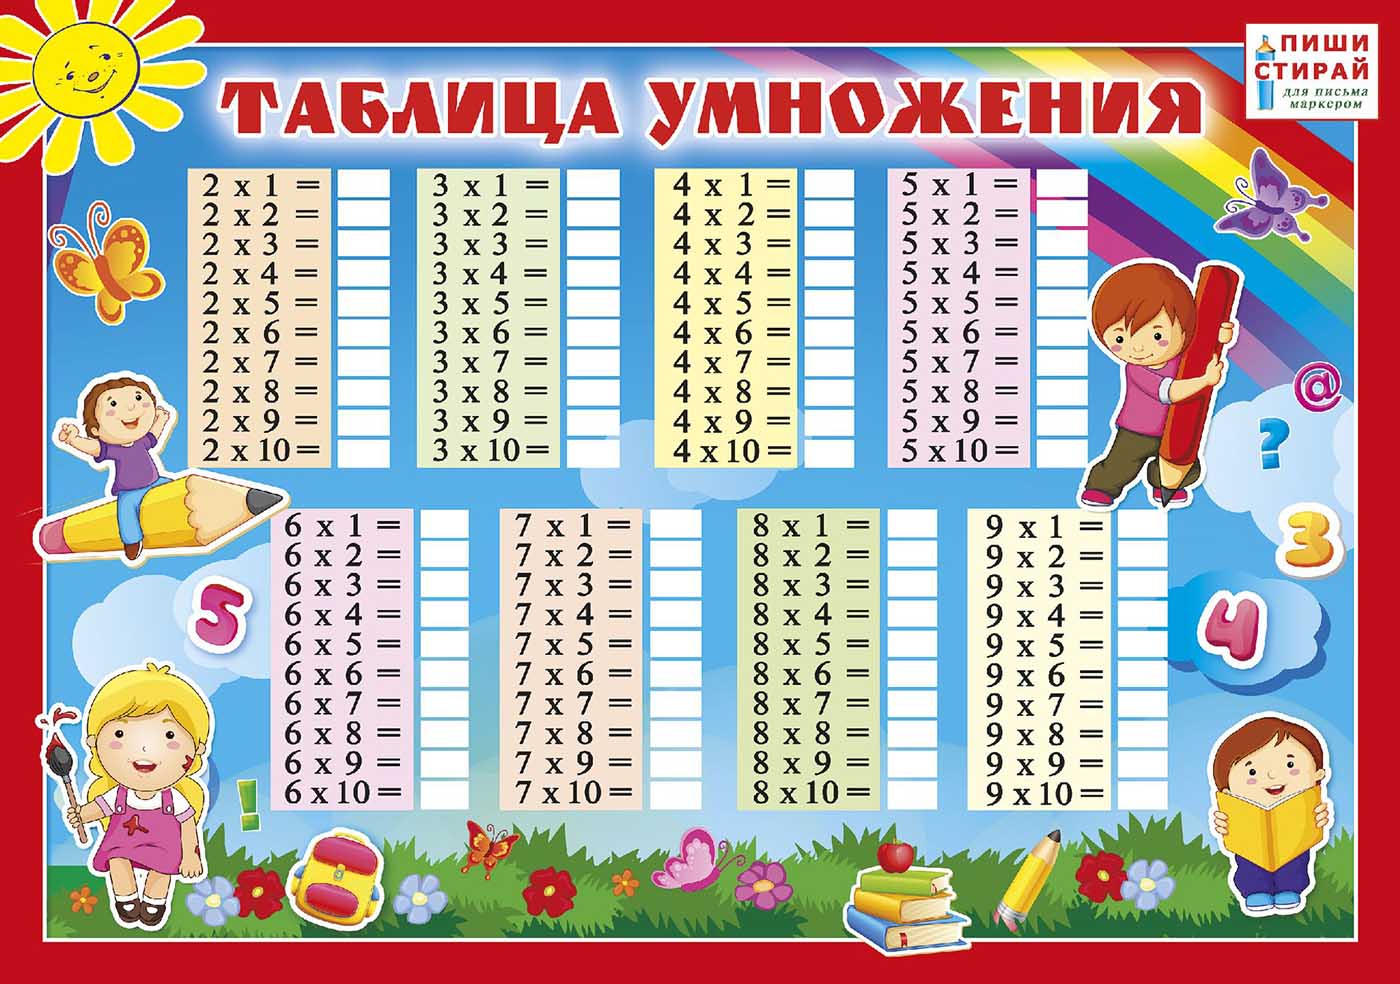 ТАБЛИЦА УМНОЖЕНИЯ
ПИШИ
СТИРАЙ
для письма
маркером
2 x 1 =
2 x 2 =
2 x 3 =
2 x 4 =
2 x 5 =
2 x 6 =
2 x 7 =
2 x 8 =
2 x 9 =
2 x 10 =
3 x 1 =
3 x 2 =
3 x 3 =
3 x 4 =
3 x 5 =
3 x 6 =
3 x 7 =
3 x 8 =
3 x 9 =
3 x 10 =
4 x 1 =
4 x 2 =
4 x 3 =
4 x 4 =
4 x 5 =
4 x 6 =
4 x 7 =
4 x 8 =
4 x 9 =
4 x 10 =
5 x 1 =
5 x 2 =
5 x 3 =
5 x 4 =
5 x 5 =
5 x 6 =
5 x 7 =
5 x 8 =
5 x 9 =
5 x 10 =
@
?
3
6 x 1 =
6 x 2 =
6 x 3 =
6 x 4 =
6 x 5 =
6 x 6 =
6 x 7 =
6 x 8 =
6 x 9 =
6 x 10 =
7 x 1 =
7 x 2 =
7 x 3 =
7 x 4 =
7 x 5 =
7 x 6 =
7 x 7 =
7 x 8 =
7 x 9 =
7 x 10 =
8 x 1 =
8 x 2 =
8 x 3 =
8 x 4 =
8 x 5 =
8 x 6 =
8 x 7 =
8 x 8 =
8 x 9 =
8 x 10 =
9 x 1 =
9 x 2 =
9 x 3 =
9 x 4 =
9 x 5 =
9 x 6 =
9 x 7 =
9 x 8 =
9 x 9 =
9 x 10 =
5
4
!